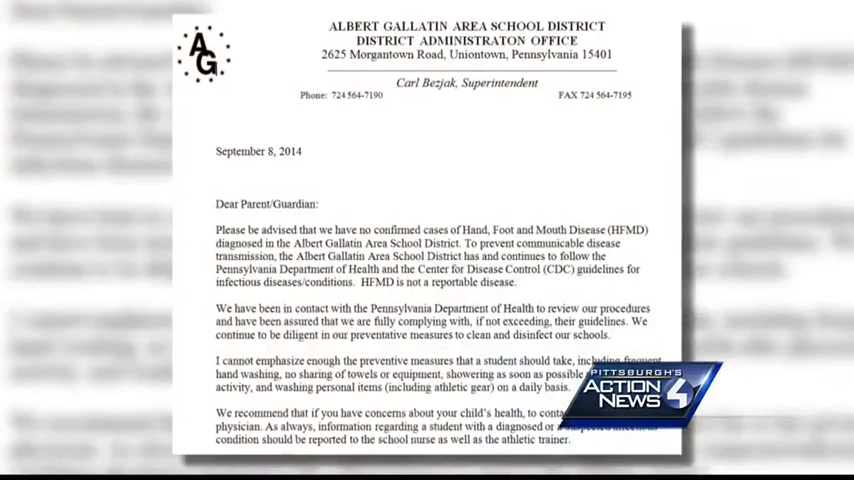 AG
ALBERT GALLATIN AREA SCHOOL DISTRICT
DISTRICT ADMINISTRATON OFFICE
2625 Morgantown Road, Uniontown, Pennsylvania 15401
Carl Bezjak, Superintendent
Phone: 724 564-7190 FAX 724 564-7195
September 8, 2014
Dear Parent/Guardian:
Please be advised that we have no confirmed cases of Hand, Foot and Mouth Disease (HFMD)
diagnosed in the Albert Gallatin Area School District. To prevent communicable disease
transmission, the Albert Gallatin Area School District has and continues to follow the
Pennsylvania Department of Health and the Center for Disease Control (CDC) guidelines for
infectious diseases/conditions. HFMD is not a reportable disease.
We have been in contact with the Pennsylvania Department of Health to review our procedures
and have been assured that we are fully complying with, if not exceeding, their guidelines. We
continue to be diligent in our preventative measures to clean and disinfect our schools.
I cannot emphasize enough the preventive measures that a student should take, including frequent
hand washing, no sharing of towels or equipment, showering as soon as possible
activity, and washing personal items (including athletic gear) on a daily basis.
We recommend that if you have concerns about your child's health, to
physician. As always, information regarding a student with a diagnosed or
condition should be reported to the school nurse as well as the athletic trainer.
PITTSBURGH'S
ACTION
NEWS 4